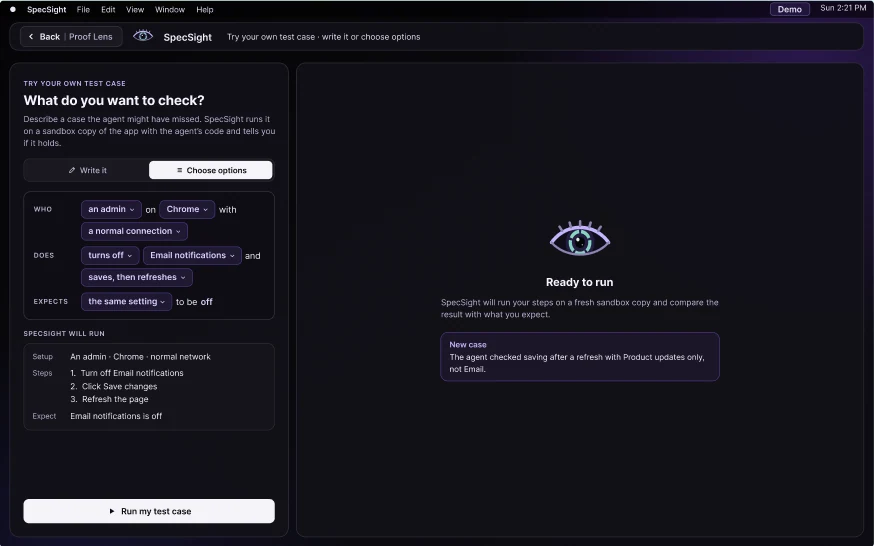 SpecSight File Edit View Window Help Demo Sun 2:21 PM
Back | Proof Lens SpecSight Try your own test case · write it or choose options
TRY YOUR OWN TEST CASE
What do you want to check?
Describe a case the agent might have missed. SpecSight runs it
on a sandbox copy of the app with the agent's code and tells you
if it holds.
Write it Choose options
WHO an admin on Chrome with
a normal connection
DOES turns off Email notifications and
saves, then refreshes
EXPECTS the same setting to be off
SPECSIGHT WILL RUN
Setup An admin · Chrome · normal network
Steps 1. Turn off Email notifications
2. Click Save changes
3. Refresh the page
Expect Email notifications is off
Run my test case
Ready to run
SpecSight will run your steps on a fresh sandbox copy and compare the
result with what you expect.
New case
The agent checked saving after a refresh with Product updates only,
not Email.